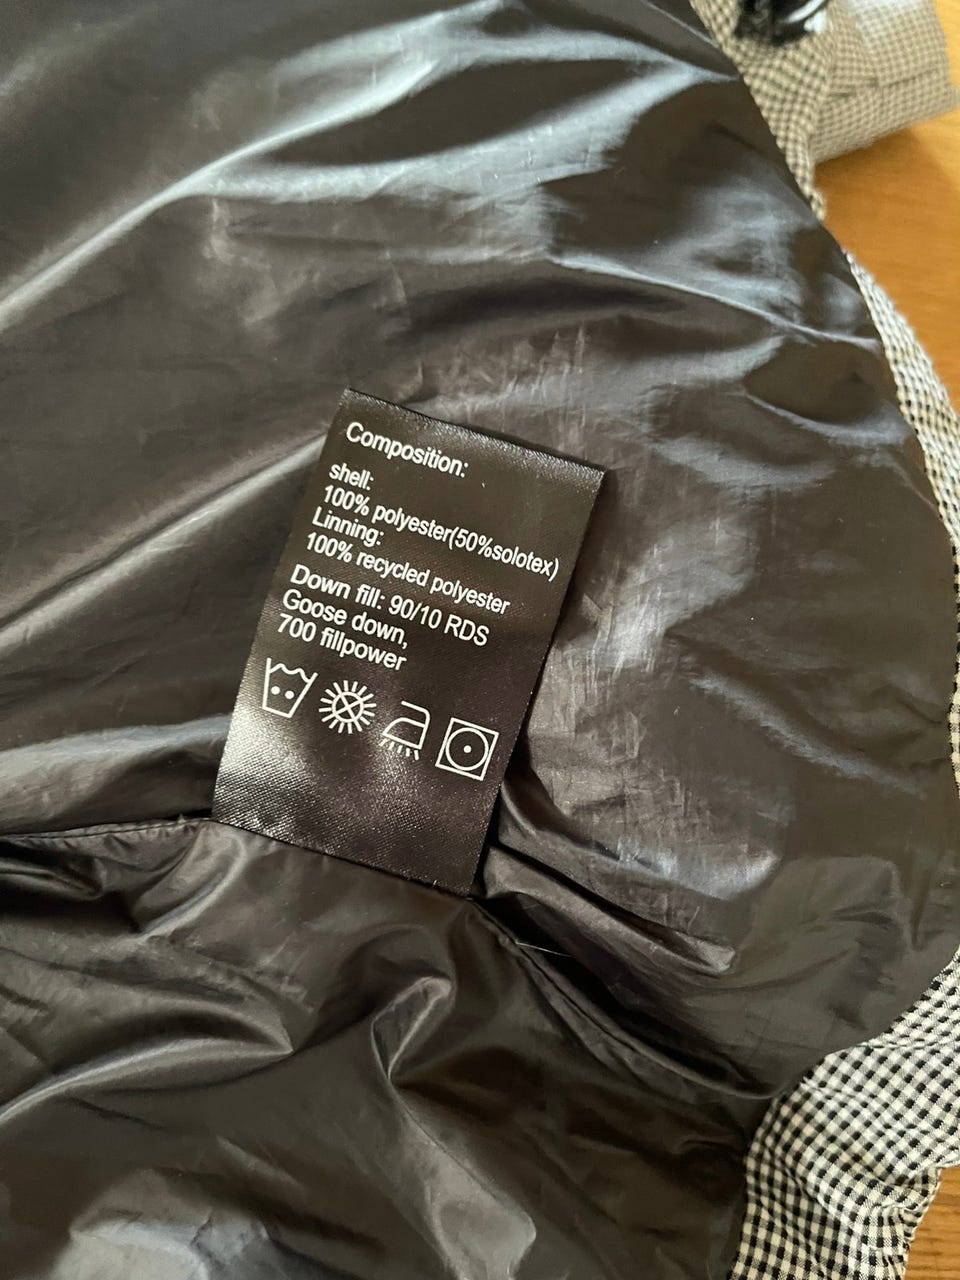 Composition:
shell:
100% polyester(50%solotex)
Linning:
100% recycled polyester
Down fill: 90/10 RDS
Goose down,
700 fillpower